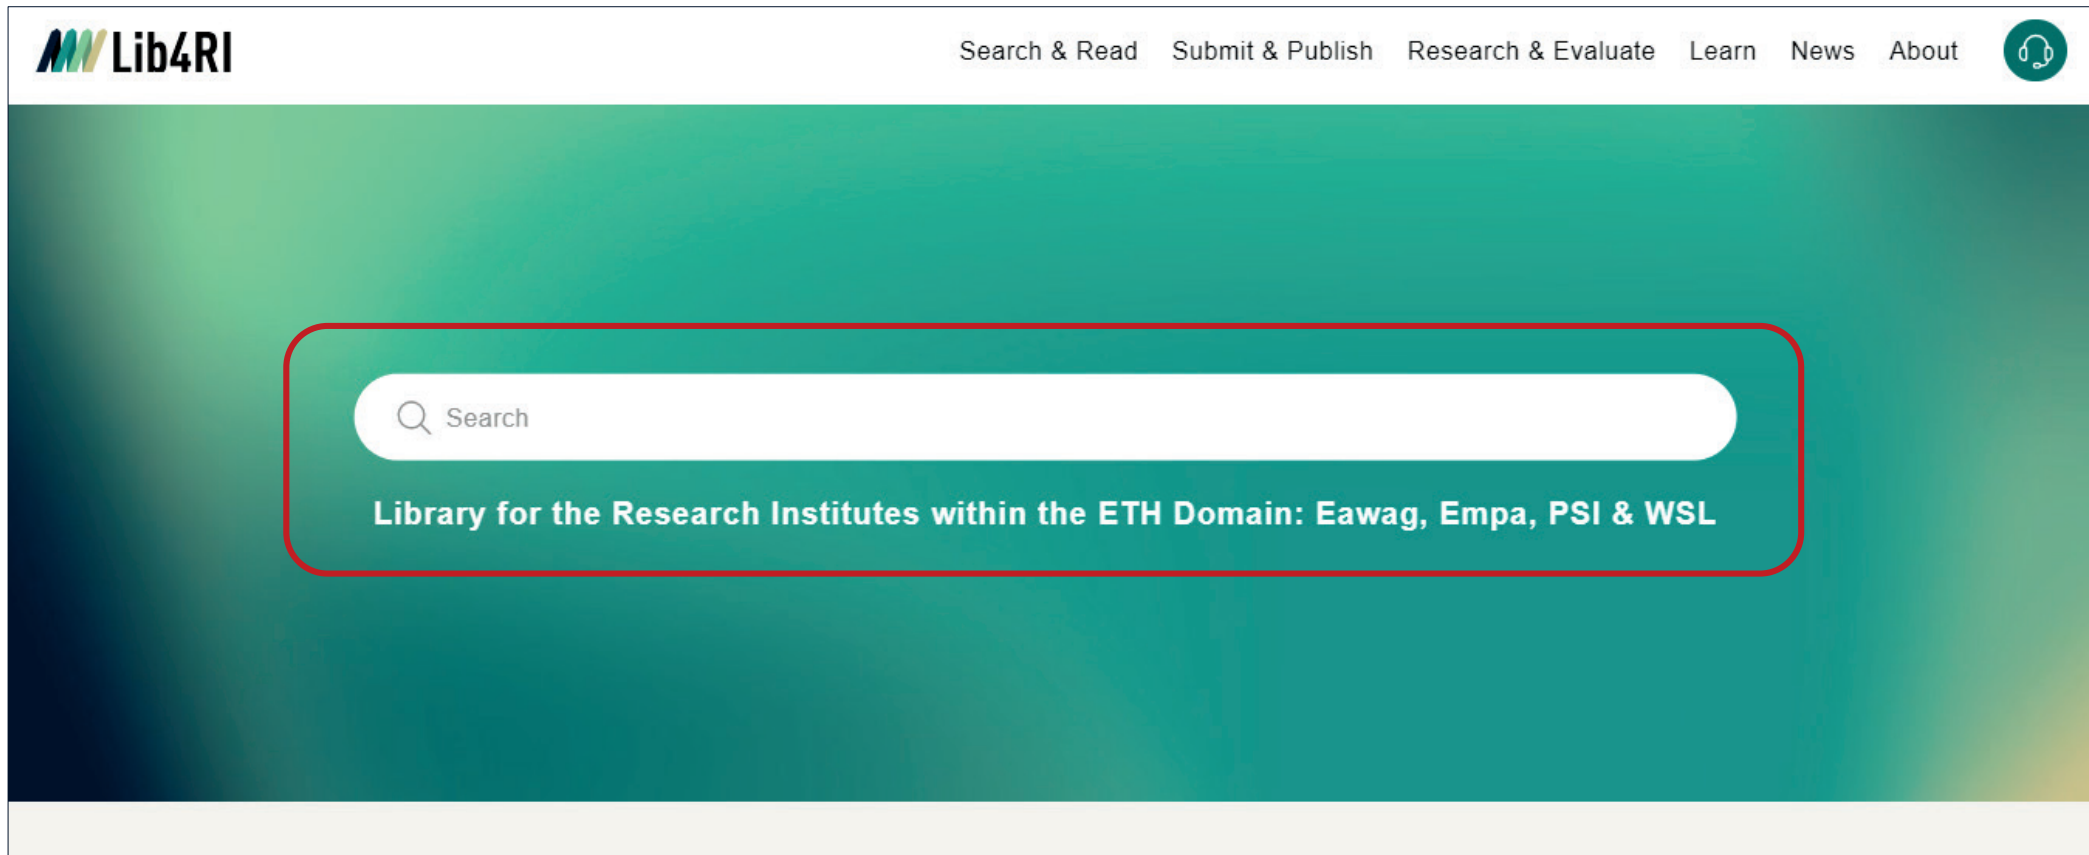 Lib4RI
Search & Read Submit & Publish Research & Evaluate Learn News About
Search
Library for the Research Institutes within the ETH Domain: Eawag, Empa, PSI & WSL